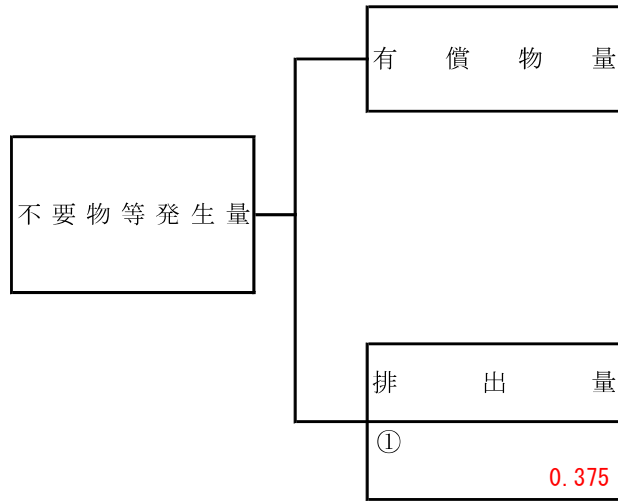 有償物量
不要物等発生量
排出量
①
0.375